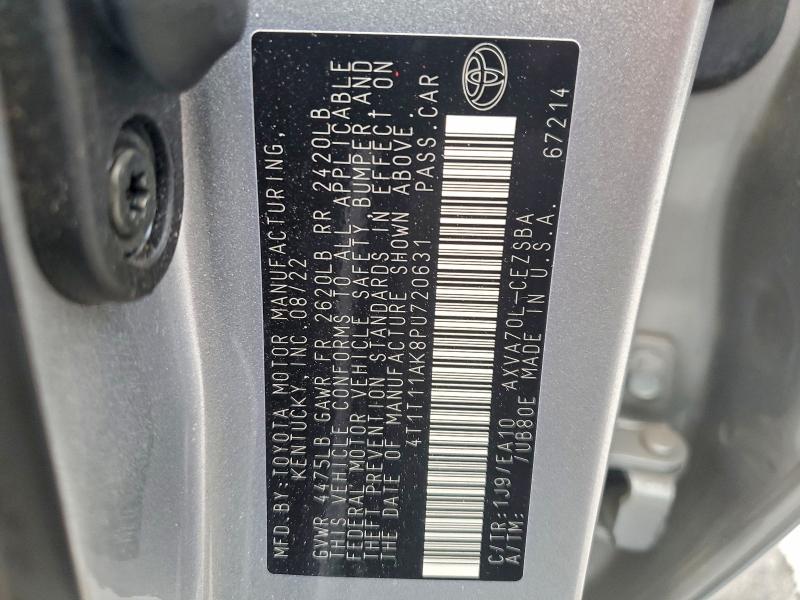 MFD.BY:TOYOTA MOTOR MANUFACTURING,
KENTUCKY, INC. 08/22
GVWR 4475LB GAWR FR 2620LB RR 2420LB
THIS VEHICLE CONFORMS TO ALL APPLICABLE
FEDERAL MOTOR VEHICLE SAFETY, BUMPER AND
THEFT PREVENTION STANDARDS IN EFFECT ON
THE DATE OF MANUFACTURE SHOWN ABOVE.
4T1T11AK8PU720631 PASS.CAR
C/TR:1J9/EA10 AXVA70L-CEZSBA
A/TM: /UB80E MADE IN U.S.A.
67214